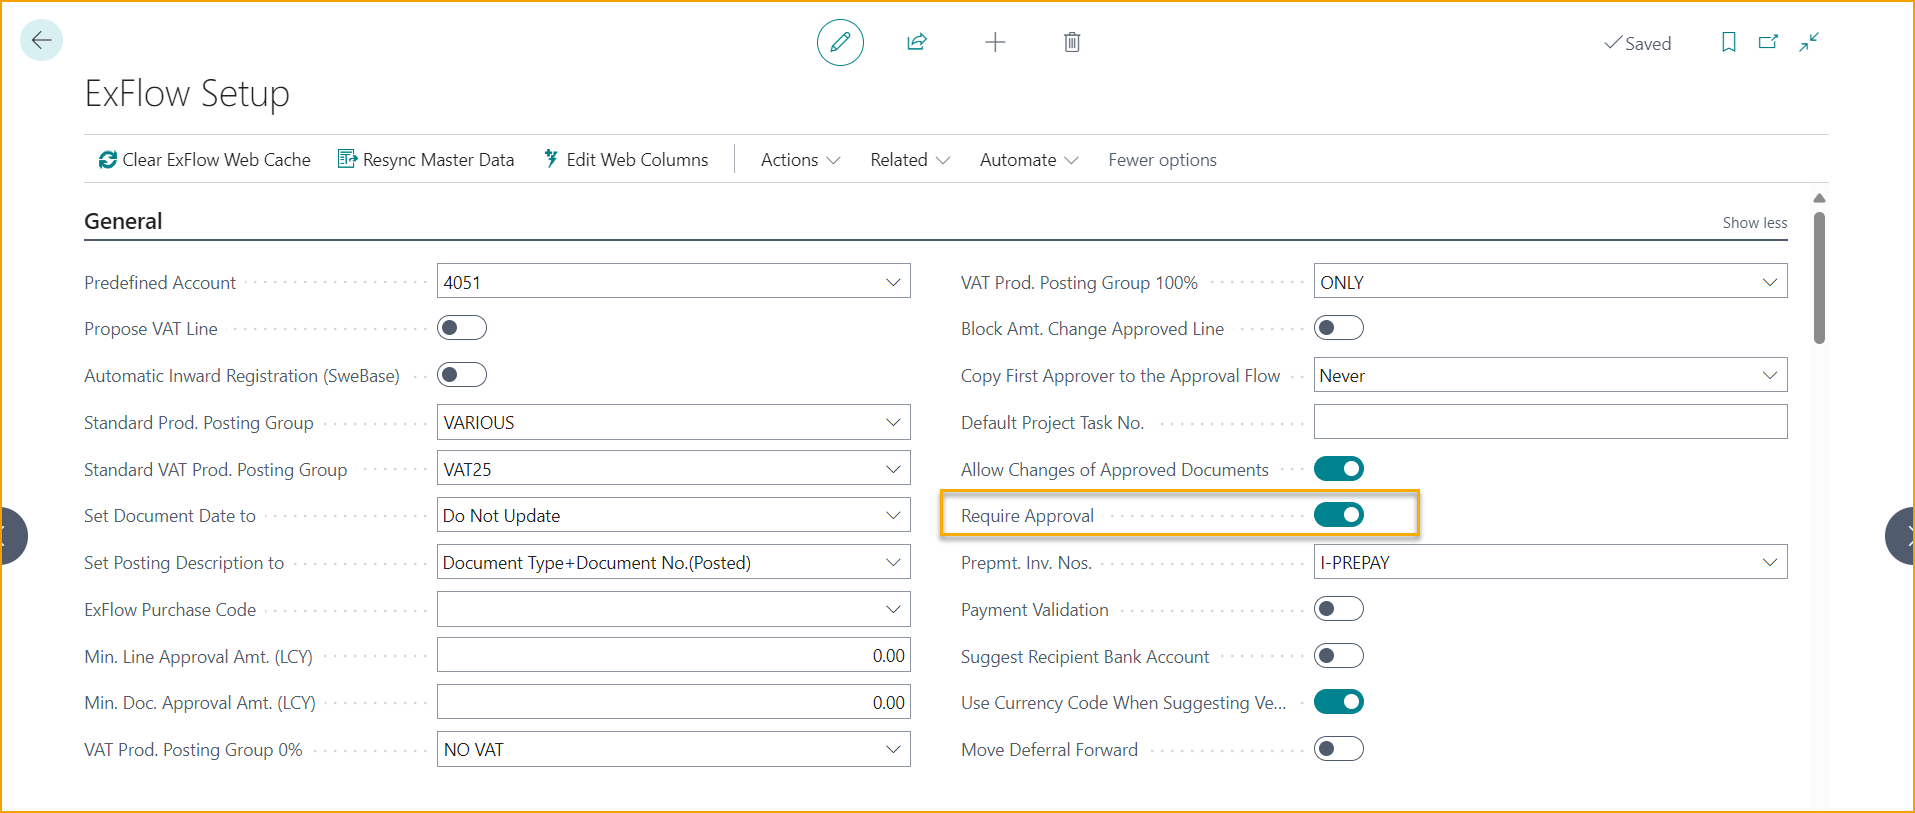 Saved
ExFlow Setup
Clear ExFlow Web Cache Resync Master Data Edit Web Columns Actions Related Automate Fewer options
General
Show less
Predefined Account 4051
Propose VAT Line
Automatic Inward Registration (SweBase)
Standard Prod. Posting Group VARIOUS
Standard VAT Prod. Posting Group VAT25
Set Document Date to Do Not Update
Set Posting Description to Document Type+Document No.(Posted)
ExFlow Purchase Code
Min. Line Approval Amt. (LCY) 0.00
Min. Doc. Approval Amt. (LCY) 0.00
VAT Prod. Posting Group 0% NO VAT
VAT Prod. Posting Group 100% ONLY
Block Amt. Change Approved Line
Copy First Approver to the Approval Flow Never
Default Project Task No.
Allow Changes of Approved Documents
Require Approval
Prepmt. Inv. Nos. I-PREPAY
Payment Validation
Suggest Recipient Bank Account
Use Currency Code When Suggesting Ve...
Move Deferral Forward